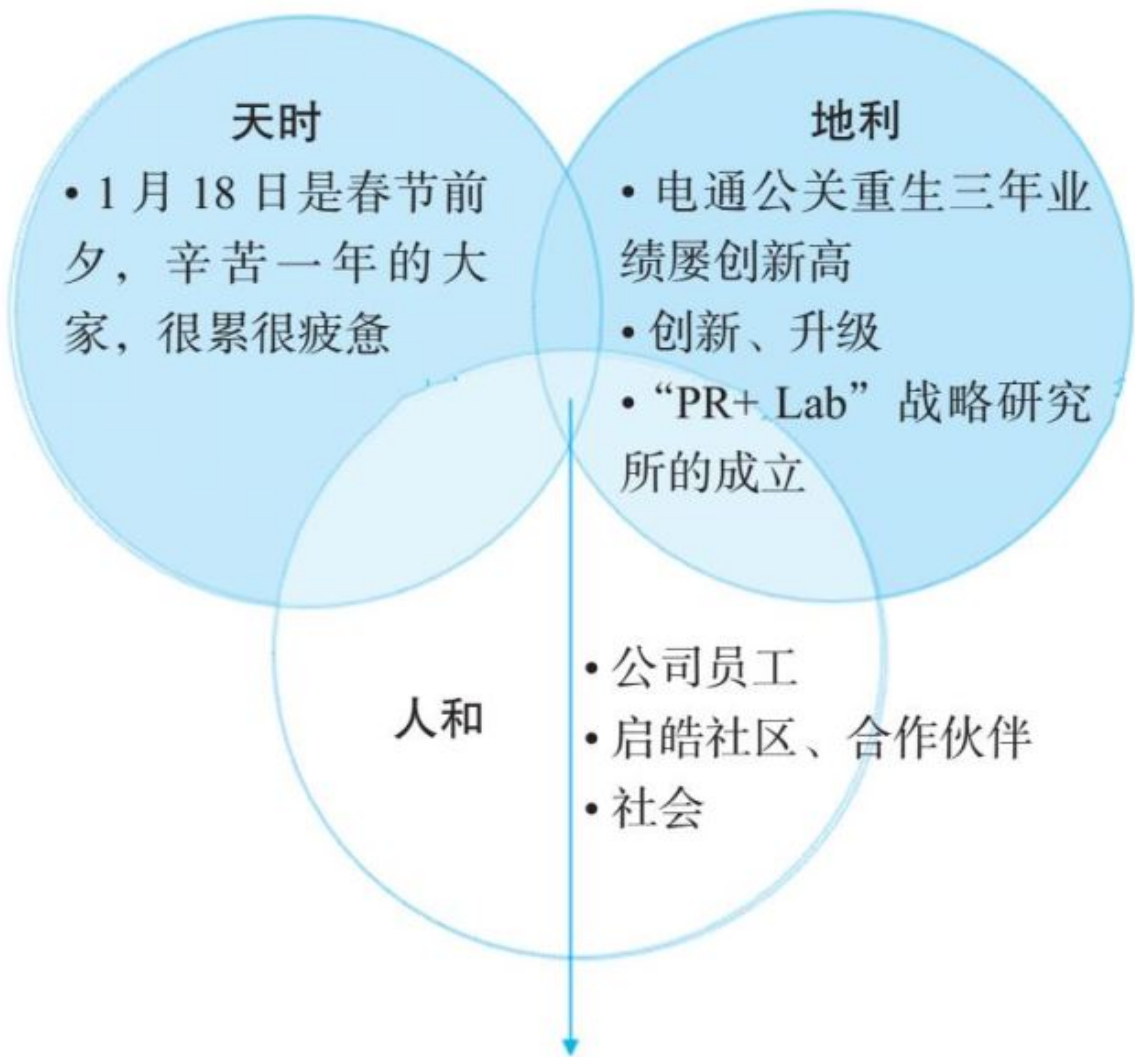 天时
• 1 月 18 日是春节前
夕，辛苦一年的大
家，很累很疲惫
地利
• 电通公关重生三年业
绩屡创新高
• 创新、升级
• “PR+ Lab”战略研究
所的成立
人和
• 公司员工
• 启皓社区、合作伙伴
• 社会